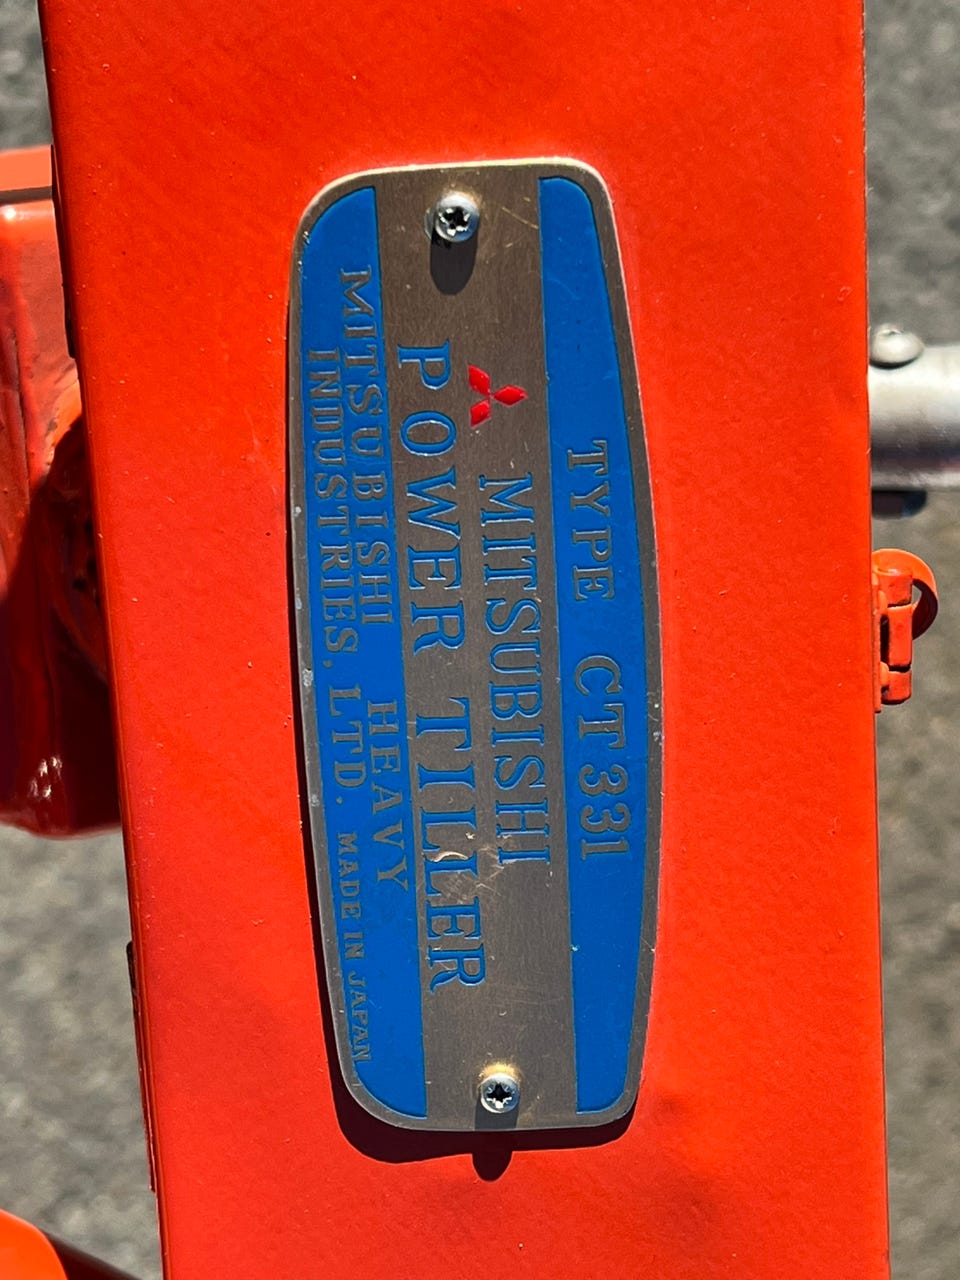 TYPE CT331
MITSUBISHI
POWER TILLER
MITSUBISHI HEAVY
INDUSTRIES, LTD. MADE IN JAPAN